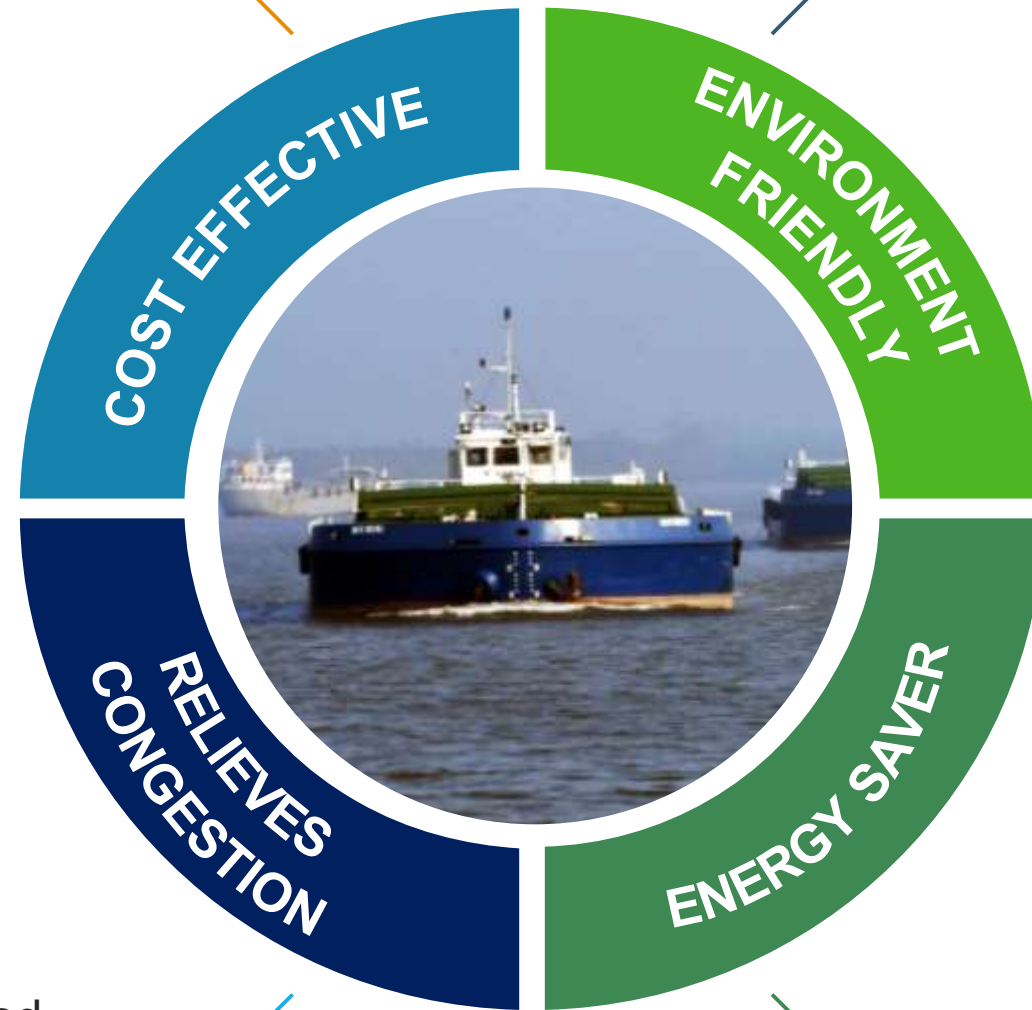 COST EFFECTIVE
ENVIRONMENT
FRIENDLY
RELIEVES
CONGESTION
ENERGY SAVER